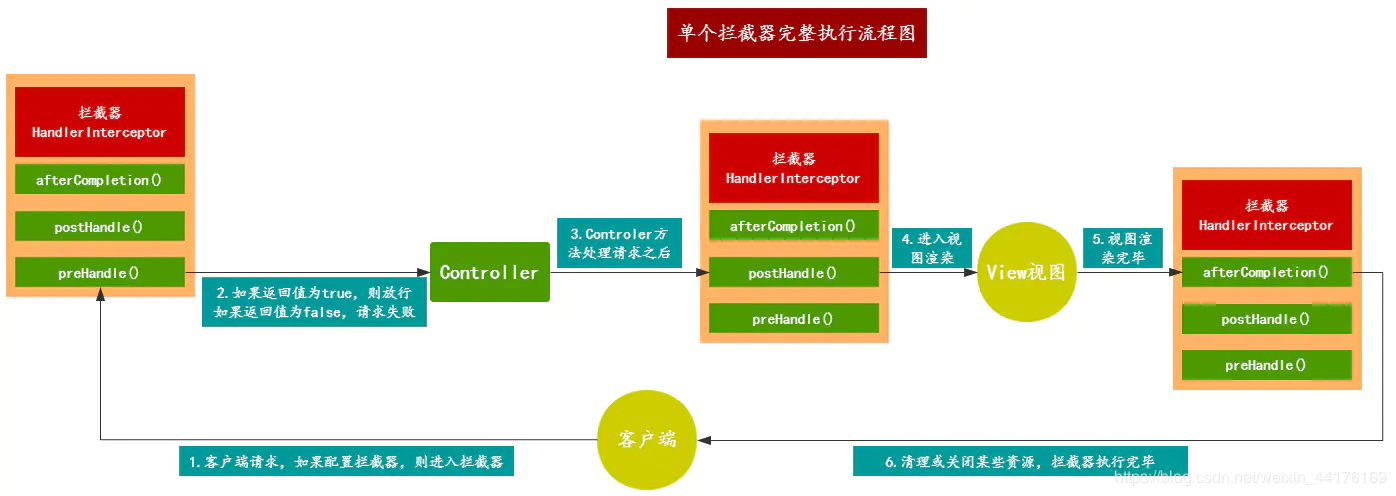 单个拦截器完整执行流程图
拦截器
HandlerInterceptor
afterCompletion()
postHandle()
preHandle()
2.如果返回值为true，则放行
如果返回值为false，请求失败
Controller
3.Controler方
法处理请求之后
拦截器
HandlerInterceptor
afterCompletion()
postHandle()
preHandle()
4.进入视
图渲染
View视图
5.视图渲
染完毕
拦截器
HandlerInterceptor
afterCompletion()
postHandle()
preHandle()
客户端
1.客户端请求，如果配置拦截器，则进入拦截器
6.清理或关闭某些资源，拦截器执行完毕
https://blog.csdn.net/weixin_44176169